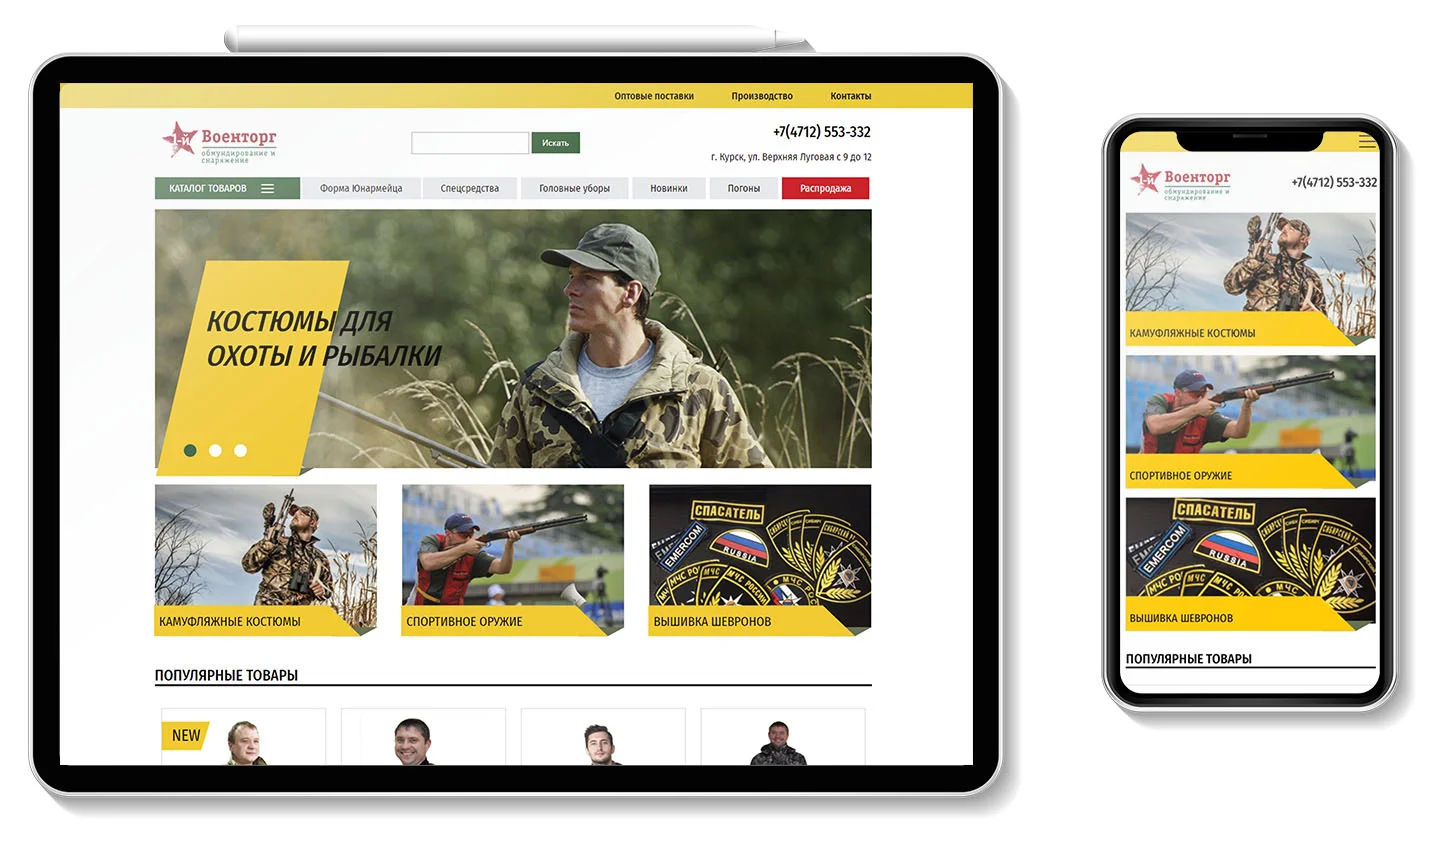 Оптовые поставки Производство Контакты
1-й Военторг
обмундирование и
снаряжение
Искать
+7(4712) 553-332
г. Курск, ул. Верхняя Луговая с 9 до 12
КАТАЛОГ ТОВАРОВ Форма Юнармейца Спецсредства Головные уборы Новинки Погоны Распродажа
КОСТЮМЫ ДЛЯ
ОХОТЫ И РЫБАЛКИ
СПАСАТЕЛЬ
EMERCOM
RUSSIA
МЧС РОССИИ
МЧС
КАМУФЛЯЖНЫЕ КОСТЮМЫ
СПОРТИВНОЕ ОРУЖИЕ
ВЫШИВКА ШЕВРОНОВ
ПОПУЛЯРНЫЕ ТОВАРЫ
NEW
1-й Военторг
обмундирование и
снаряжение
+7(4712) 553-332
КАМУФЛЯЖНЫЕ КОСТЮМЫ
СПОРТИВНОЕ ОРУЖИЕ
СПАСАТЕЛЬ
EMERCOM
RUSSIA
МЧС
ВЫШИВКА ШЕВРОНОВ
ПОПУЛЯРНЫЕ ТОВАРЫ